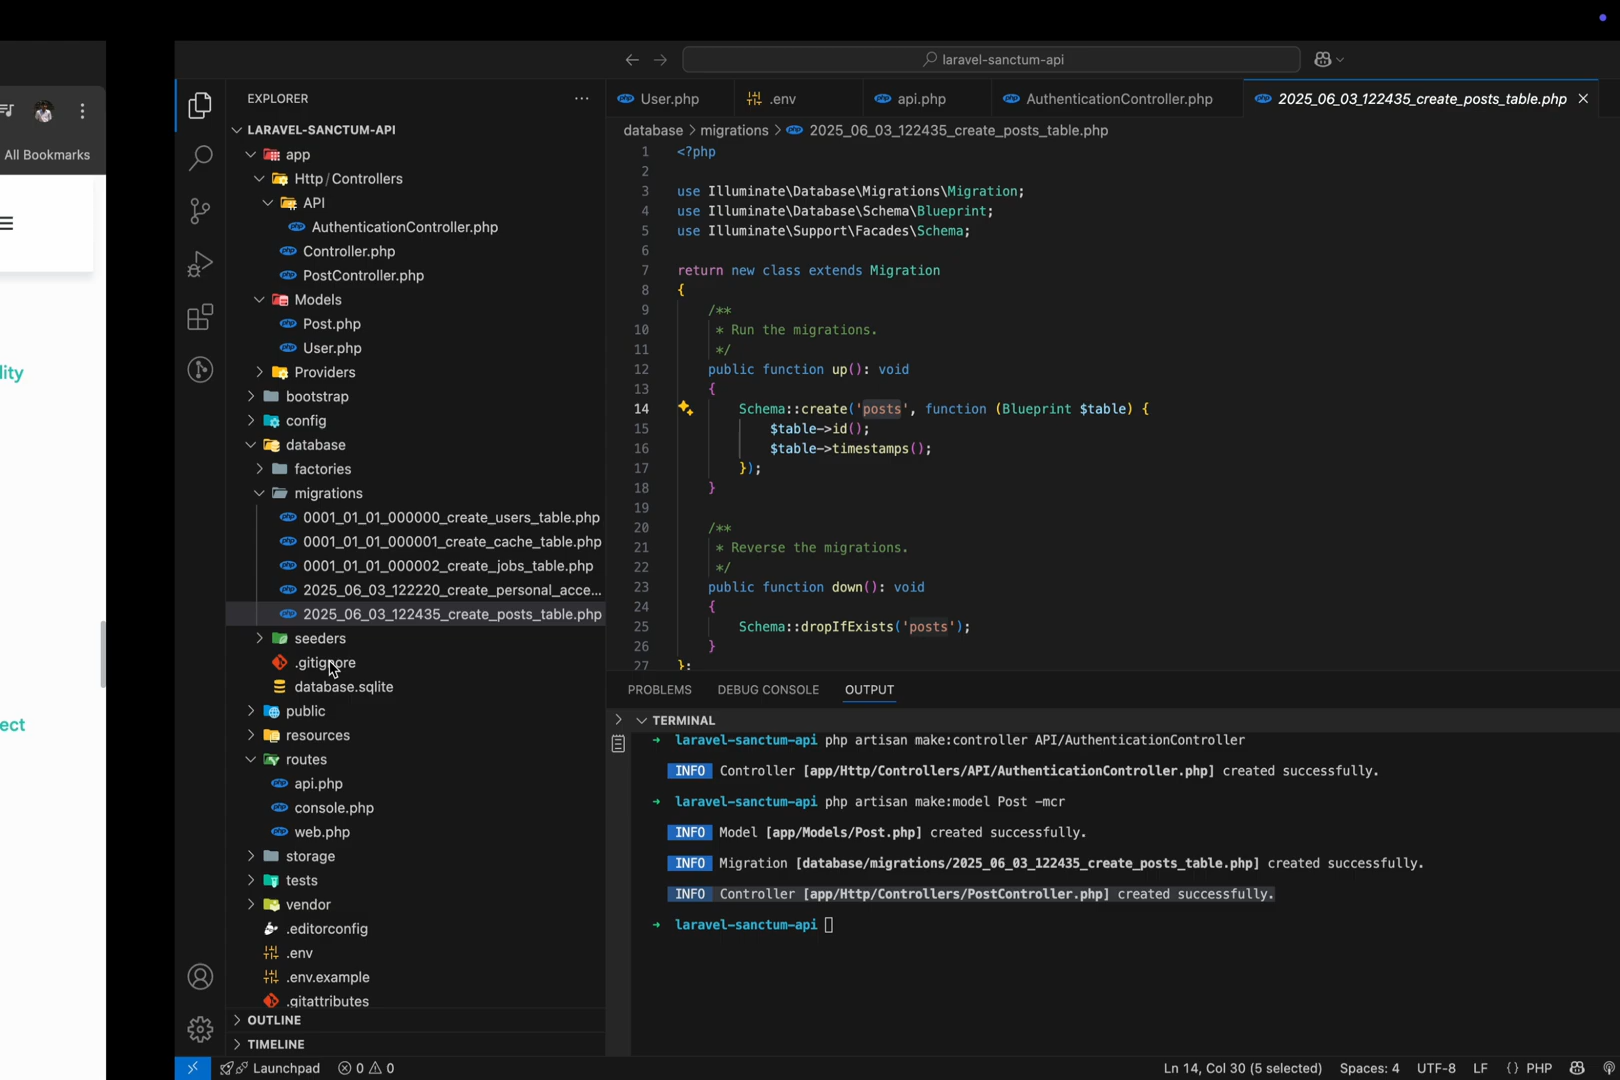 All Bookmarks
lity
ect
laravel-sanctum-api
EXPLORER
LARAVEL-SANCTUM-API
app
Http / Controllers
API
AuthenticationController.php
Controller.php
PostController.php
Models
Post.php
User.php
Providers
bootstrap
config
database
factories
migrations
0001_01_01_000000_create_users_table.php
0001_01_01_000001_create_cache_table.php
0001_01_01_000002_create_jobs_table.php
2025_06_03_122220_create_personal_acce...
2025_06_03_122435_create_posts_table.php
seeders
.gitignore
database.sqlite
public
resources
routes
api.php
console.php
web.php
storage
tests
vendor
.editorconfig
.env
.env.example
.gitattributes
OUTLINE
TIMELINE
User.php .env api.php AuthenticationController.php 2025_06_03_122435_create_posts_table.php
database > migrations > 2025_06_03_122435_create_posts_table.php
1 <?php
2
3 use Illuminate\Database\Migrations\Migration;
4 use Illuminate\Database\Schema\Blueprint;
5 use Illuminate\Support\Facades\Schema;
6
7 return new class extends Migration
8 {
9 /**
10 * Run the migrations.
11 */
12 public function up(): void
13 {
14 Schema::create('posts', function (Blueprint $table) {
15 $table->id();
16 $table->timestamps();
17 });
18 }
19
20 /**
21 * Reverse the migrations.
22 */
23 public function down(): void
24 {
25 Schema::dropIfExists('posts');
26 }
27 };
PROBLEMS DEBUG CONSOLE OUTPUT
TERMINAL
→ laravel-sanctum-api php artisan make:controller API/AuthenticationController
INFO Controller [app/Http/Controllers/API/AuthenticationController.php] created successfully.
→ laravel-sanctum-api php artisan make:model Post -mcr
INFO Model [app/Models/Post.php] created successfully.
INFO Migration [database/migrations/2025_06_03_122435_create_posts_table.php] created successfully.
INFO Controller [app/Http/Controllers/PostController.php] created successfully.
→ laravel-sanctum-api
Launchpad 0 0 Ln 14, Col 30 (5 selected) Spaces: 4 UTF-8 LF {} PHP